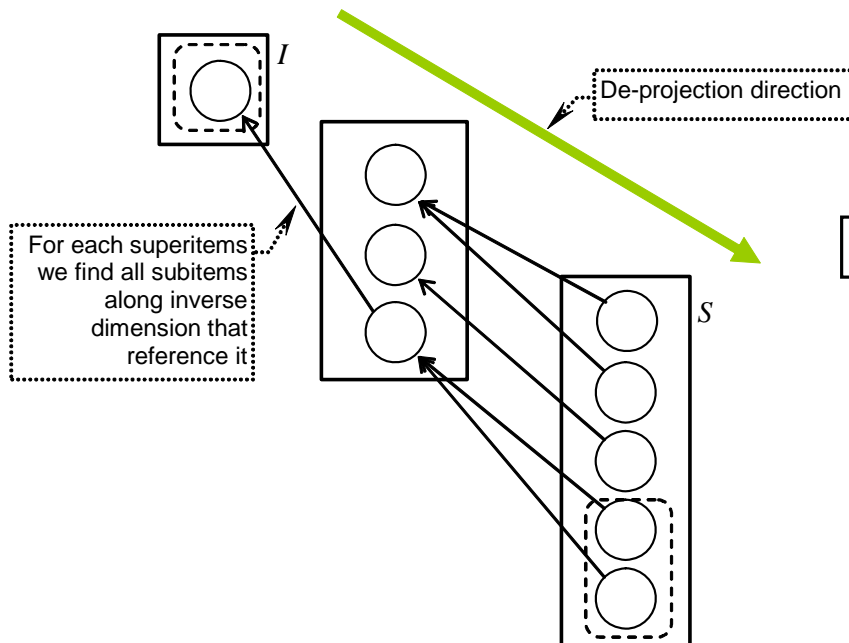 I
De-projection direction
For each superitems
we find all subitems
along inverse
dimension that
reference it
S